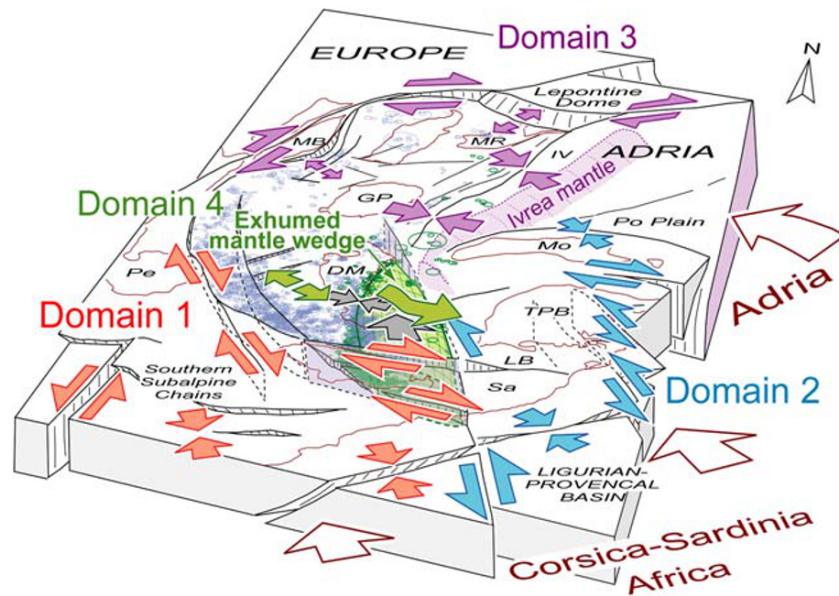 EUROPE
Domain 3
N
Lepontine
Dome
MB
MR
IV
ADRIA
Ivrea mantle
GP
Domain 4
Exhumed
mantle wedge
Po Plain
Mo
Pe
DM
Adria
Domain 1
TPB
LB
Southern
Subalpine
Chains
Sa
Domain 2
LIGURIAN-
PROVENÇAL
BASIN
Corsica-Sardinia
Africa